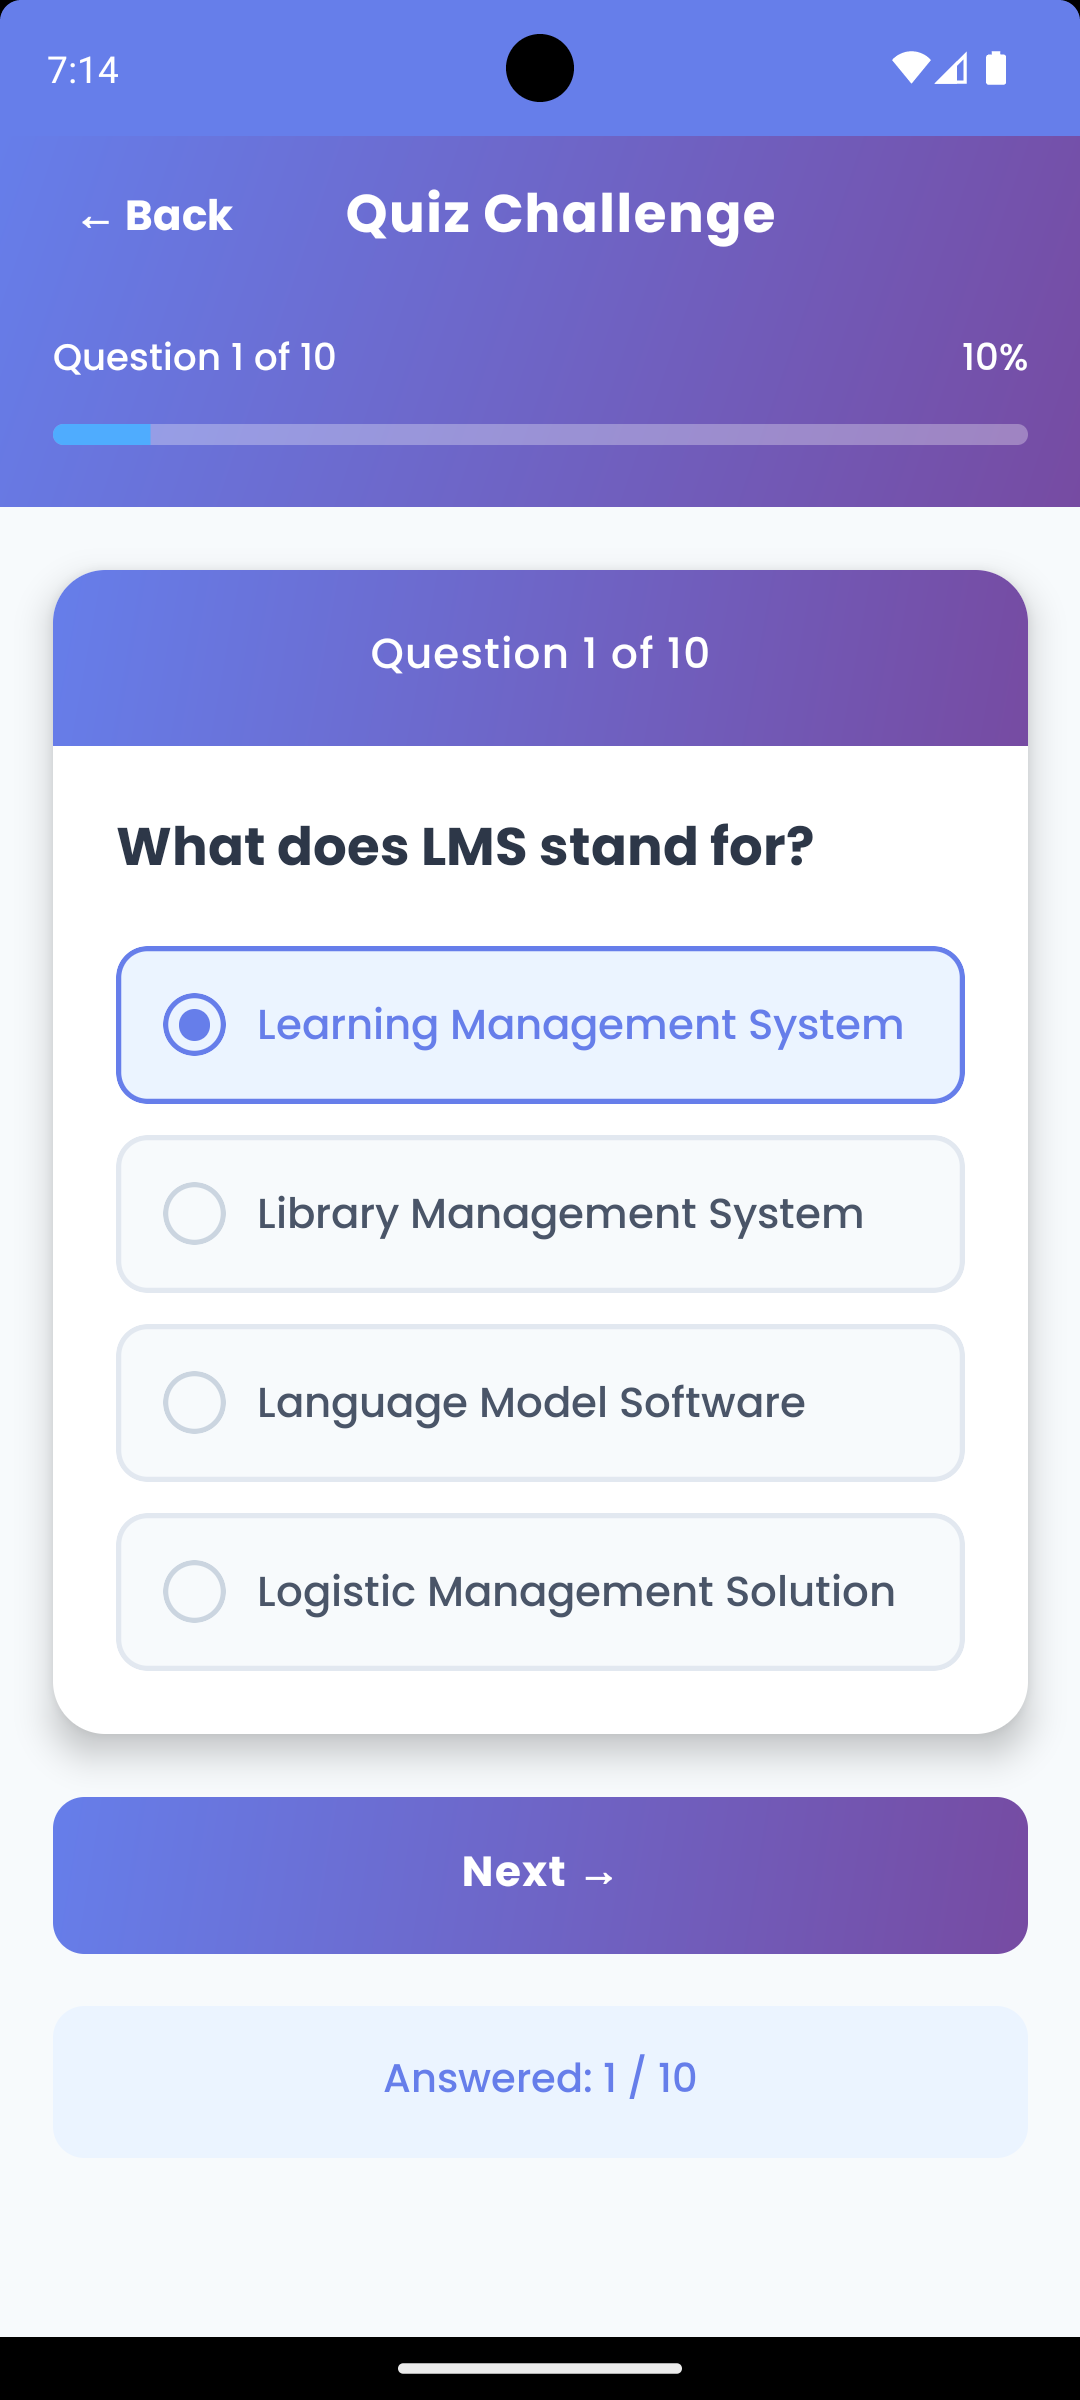 7:14
← Back
Quiz Challenge
Question 1 of 10
10%
Question 1 of 10
What does LMS stand for?
Learning Management System
Library Management System
Language Model Software
Logistic Management Solution
Next →
Answered: 1 / 10